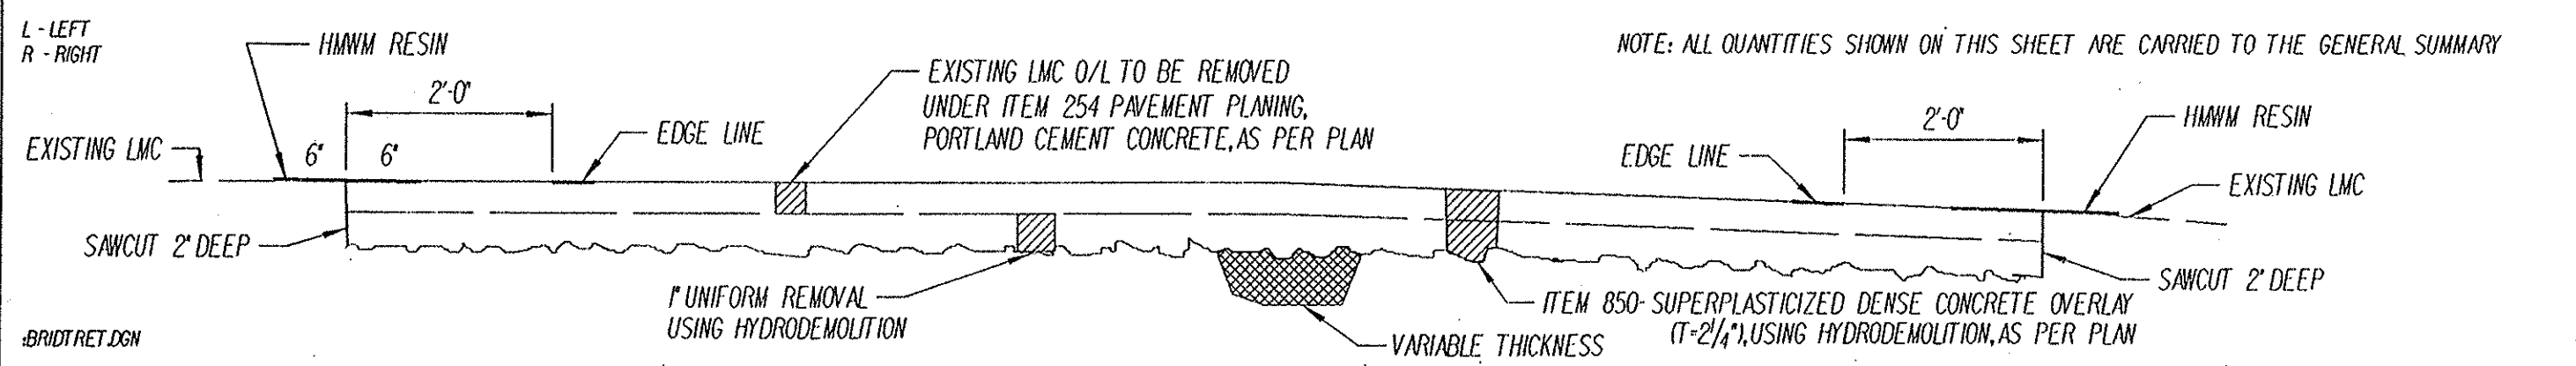 L - LEFT
R - RIGHT
HMWM RESIN
NOTE: ALL QUANTITIES SHOWN ON THIS SHEET ARE CARRIED TO THE GENERAL SUMMARY
EXISTING LMC O/L TO BE REMOVED
UNDER ITEM 254 PAVEMENT PLANING,
PORTLAND CEMENT CONCRETE, AS PER PLAN
2'-0"
EDGE LINE
EXISTING LMC
6"
6"
2'-0"
HMWM RESIN
EDGE LINE
EXISTING LMC
SAWCUT 2" DEEP
SAWCUT 2" DEEP
1" UNIFORM REMOVAL
USING HYDRODEMOLITION
ITEM 850- SUPERPLASTICIZED DENSE CONCRETE OVERLAY
(T=2 1/4"), USING HYDRODEMOLITION, AS PER PLAN
VARIABLE THICKNESS
:BRIDTRET.DGN